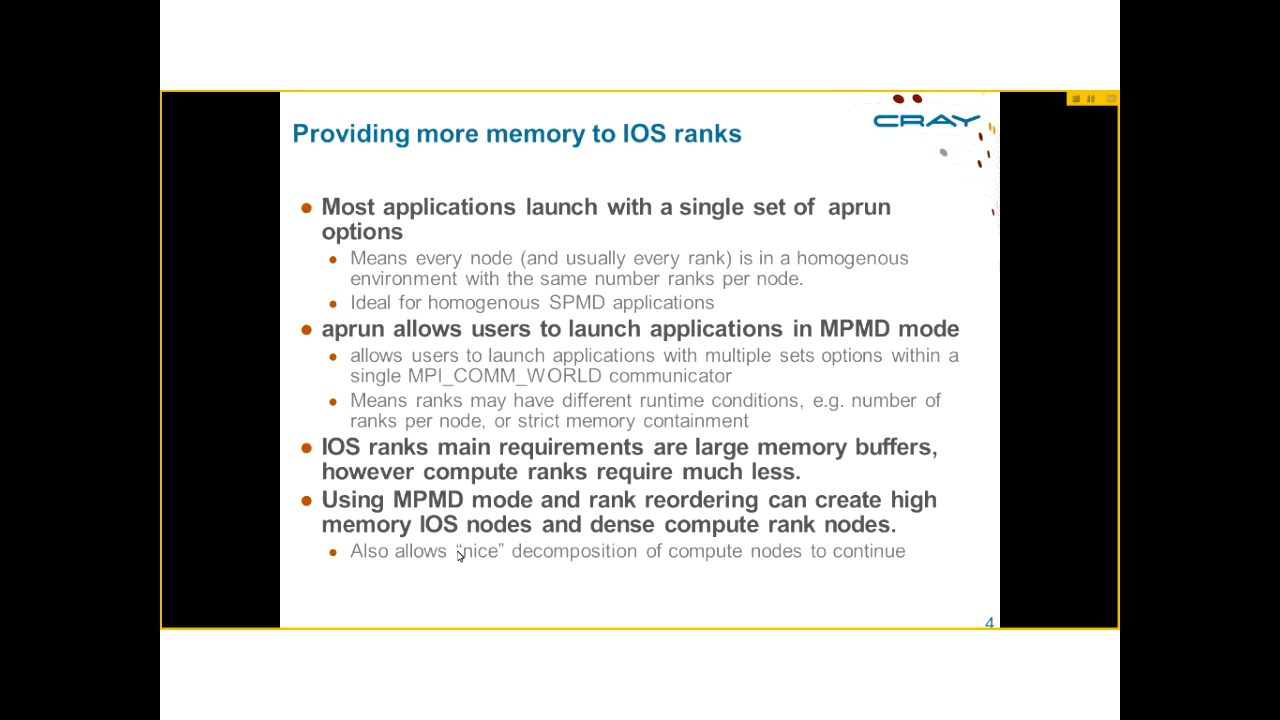 CRAY
Providing more memory to IOS ranks
Most applications launch with a single set of aprun
options
Means every node (and usually every rank) is in a homogenous
environment with the same number ranks per node.
Ideal for homogenous SPMD applications
aprun allows users to launch applications in MPMD mode
allows users to launch applications with multiple sets options within a
single MPI_COMM_WORLD communicator
Means ranks may have different runtime conditions, e.g. number of
ranks per node, or strict memory containment
IOS ranks main requirements are large memory buffers,
however compute ranks require much less.
Using MPMD mode and rank reordering can create high
memory IOS nodes and dense compute rank nodes.
Also allows “nice” decomposition of compute nodes to continue
4